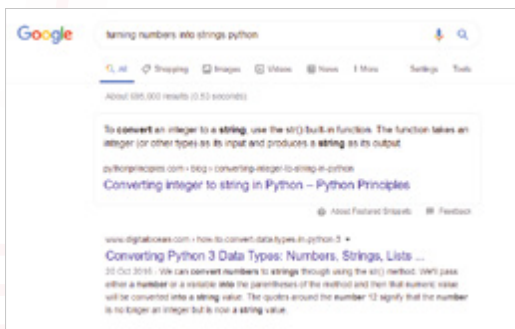 Google
turning numbers into strings python
All Shopping Images Videos News More Settings Tools
About 695,000 results (0.53 seconds)
To convert an integer to a string, use the str() built-in function. The function takes an
integer (or other type) as its input and produces a string as its output.
pythonprinciples.com › blog › converting-integer-to-string-in-python
Converting integer to string in Python – Python Principles
About Featured Snippets Feedback
www.digitalocean.com › how-to-convert-data-types-in-python-3
Converting Python 3 Data Types: Numbers, Strings, Lists ...
20 Oct 2016 - We can convert numbers to strings through using the str() method. We'll pass
either a number or a variable into the parentheses of the method and then that numeric value
will be converted into a string value. The quotes around the number 12 signify that the number
is no longer an integer but is now a string value.